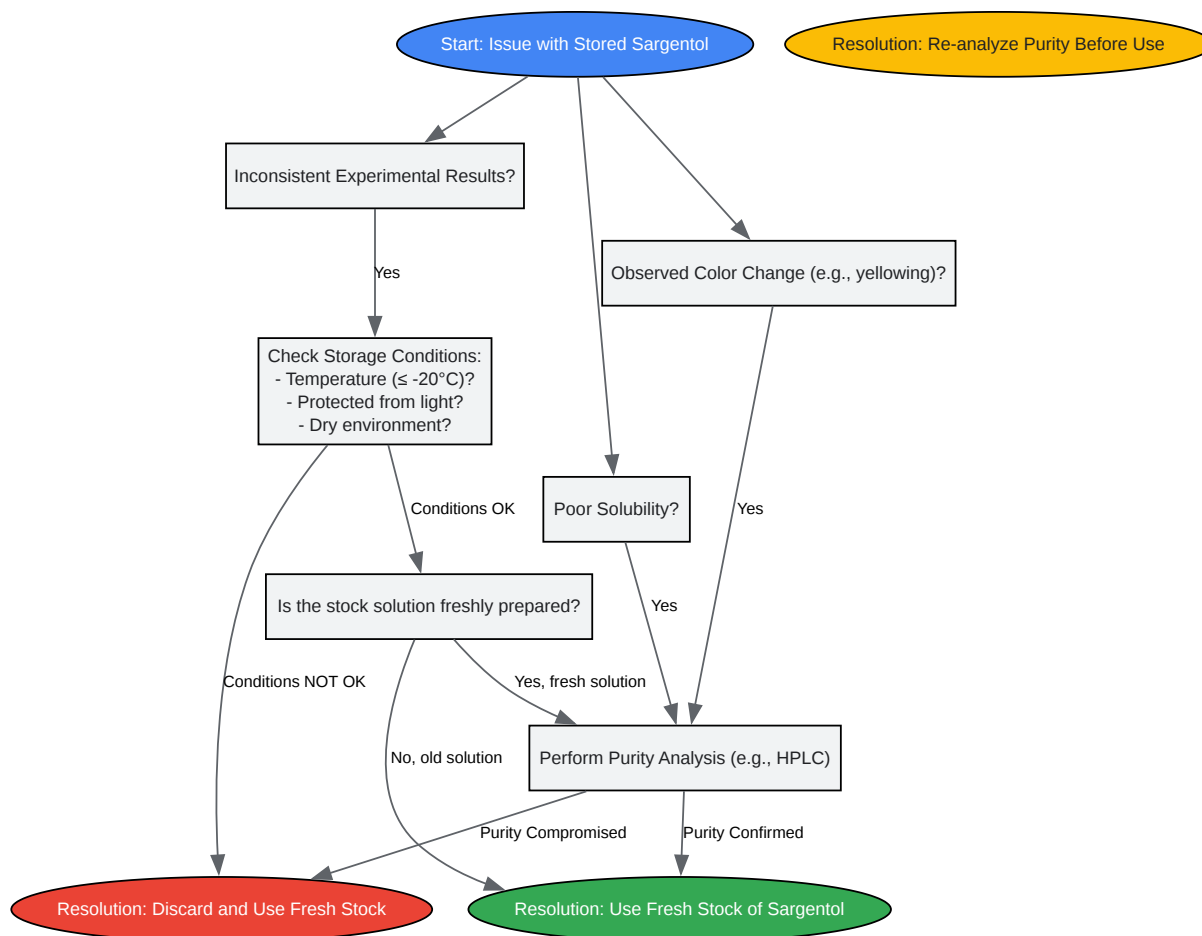 Start: Issue with Stored Sargentol
Resolution: Re-analyze Purity Before Use
Inconsistent Experimental Results?
Observed Color Change (e.g., yellowing)?
Yes
Check Storage Conditions:
- Temperature (≤ -20°C)?
- Protected from light?
- Dry environment?
Conditions OK
Poor Solubility?
Yes
Is the stock solution freshly prepared?
Yes
Conditions NOT OK
Yes, fresh solution
No, old solution
Perform Purity Analysis (e.g., HPLC)
Purity Compromised
Purity Confirmed
Resolution: Discard and Use Fresh Stock
Resolution: Use Fresh Stock of Sargentol